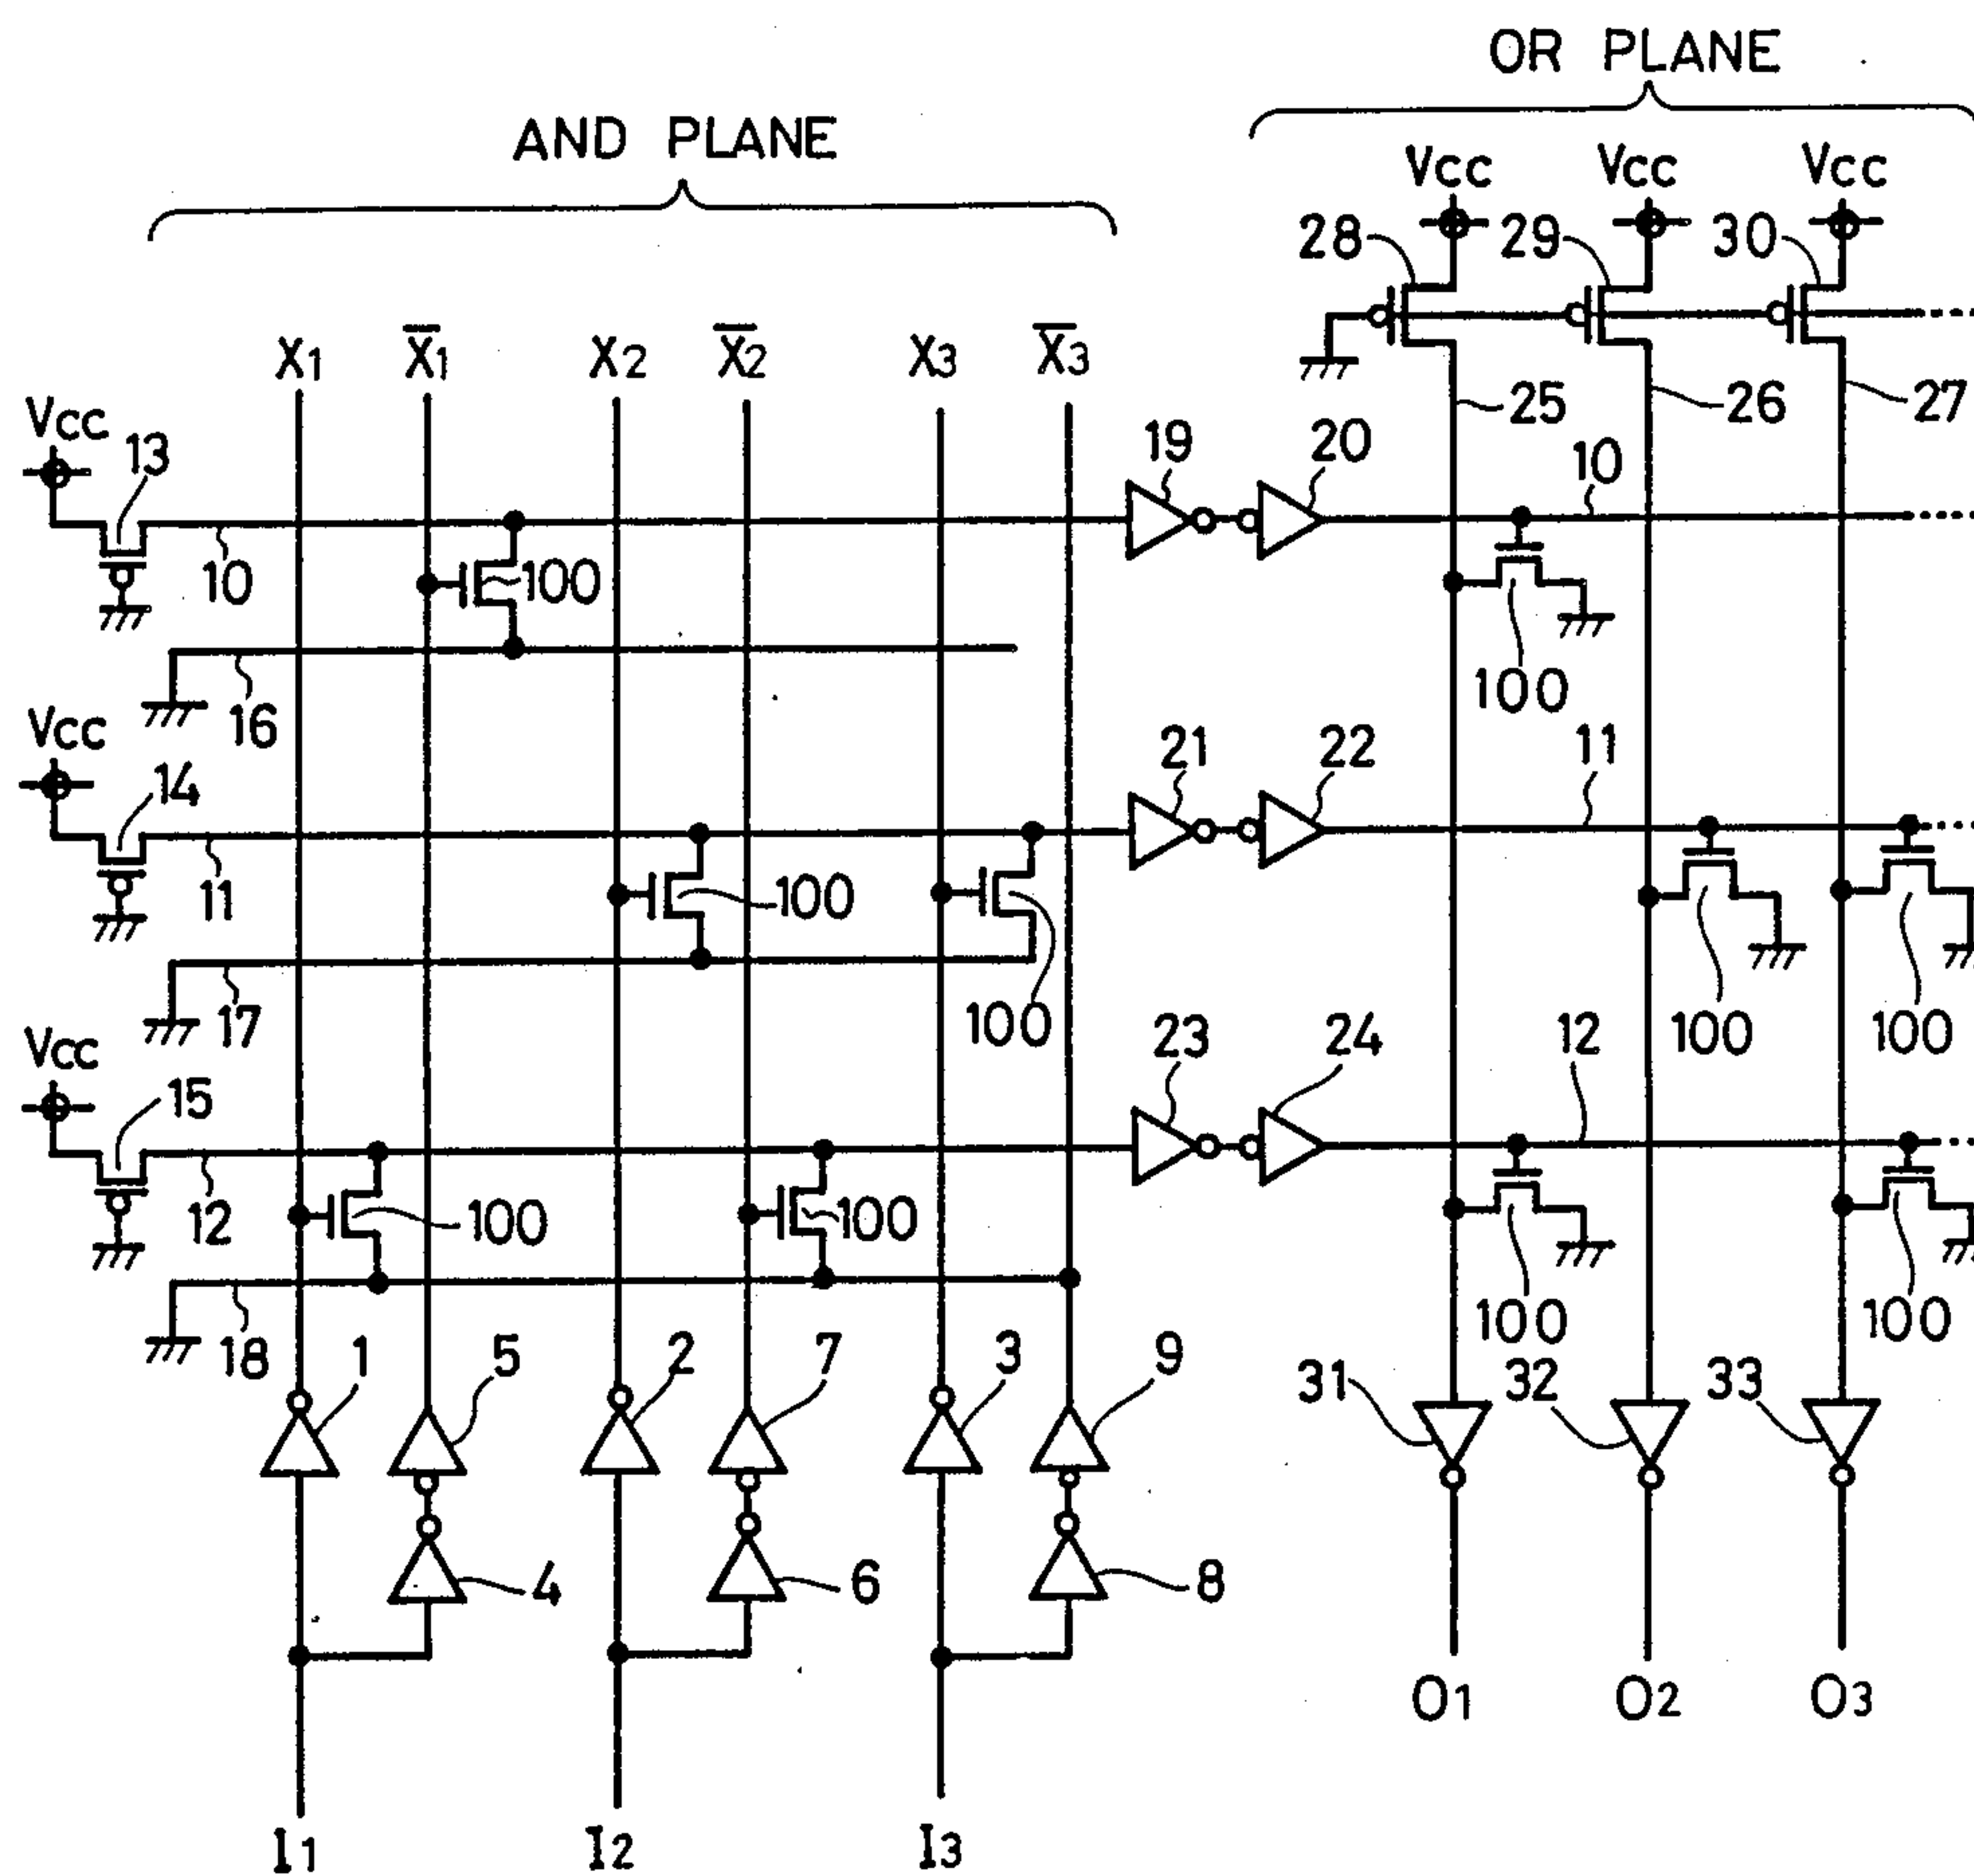 OR PLANE
AND PLANE
Vcc Vcc Vcc
28 29 30
X1 X̅1 X2 X̅2 X3 X̅3
25 26 27
Vcc 13 19 20 10
10 100
100
16
Vcc 14 21 22 11
11 100 100
17 100 100 100
Vcc 15 23 24 12
12 100 100
100 100
18 1 5 2 7 3 9 31 32 33
4 6 8
O1 O2 O3
I1 I2 I3